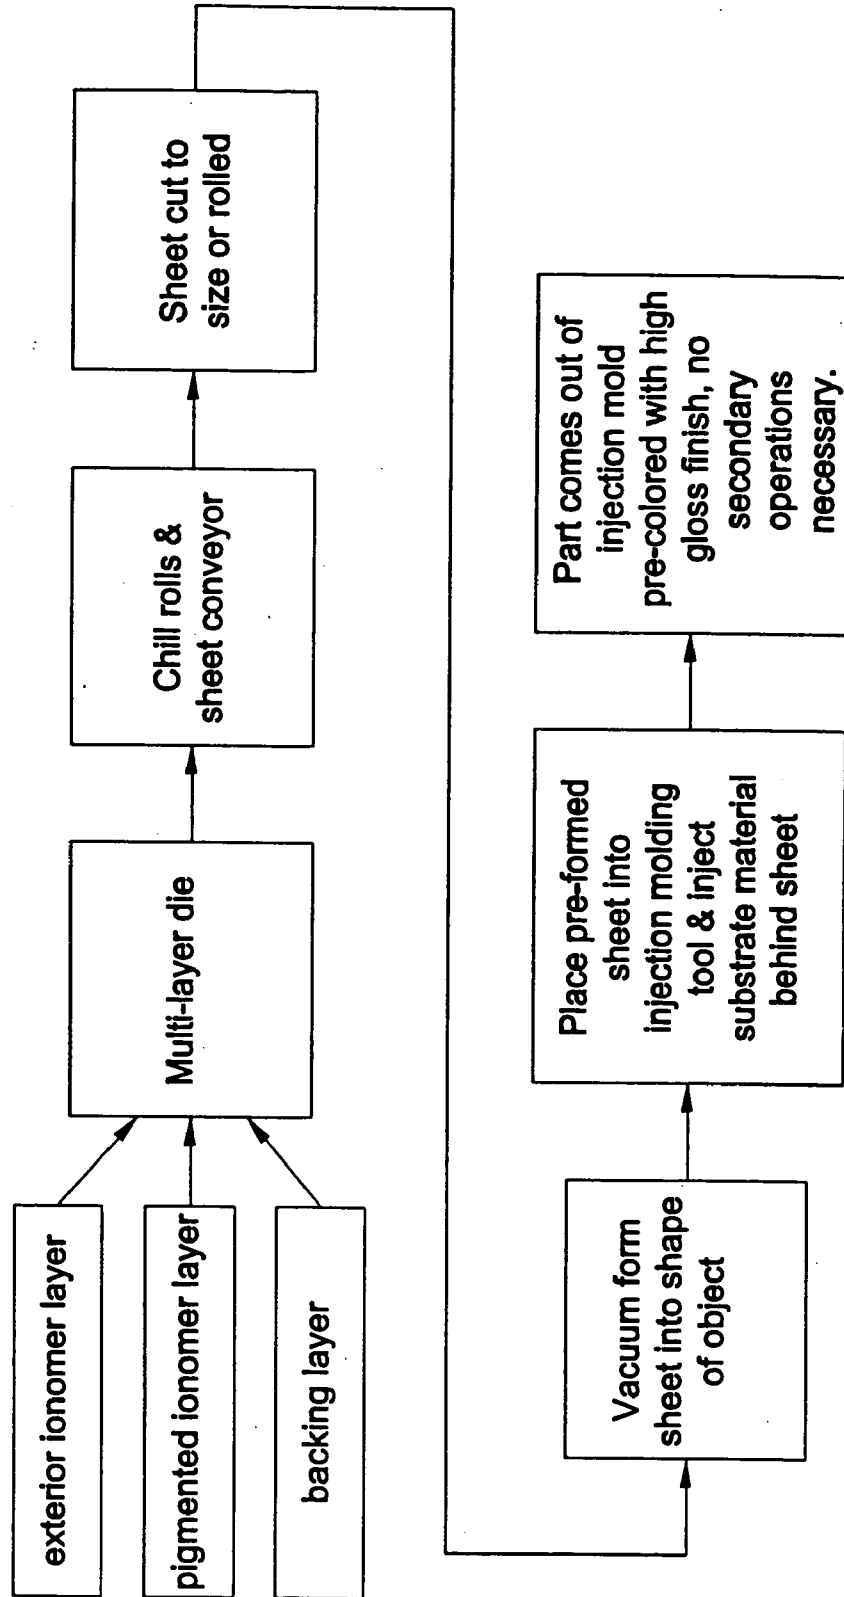 exterior ionomer layer
pigmented ionomer layer
backing layer
Multi-layer die
Chill rolls &
sheet conveyor
Sheet cut to
size or rolled
Vacuum form
sheet into shape
of object
Place pre-formed
sheet into
injection molding
tool & inject
substrate material
behind sheet
Part comes out of
injection mold
pre-colored with high
gloss finish, no
secondary
operations
necessary.